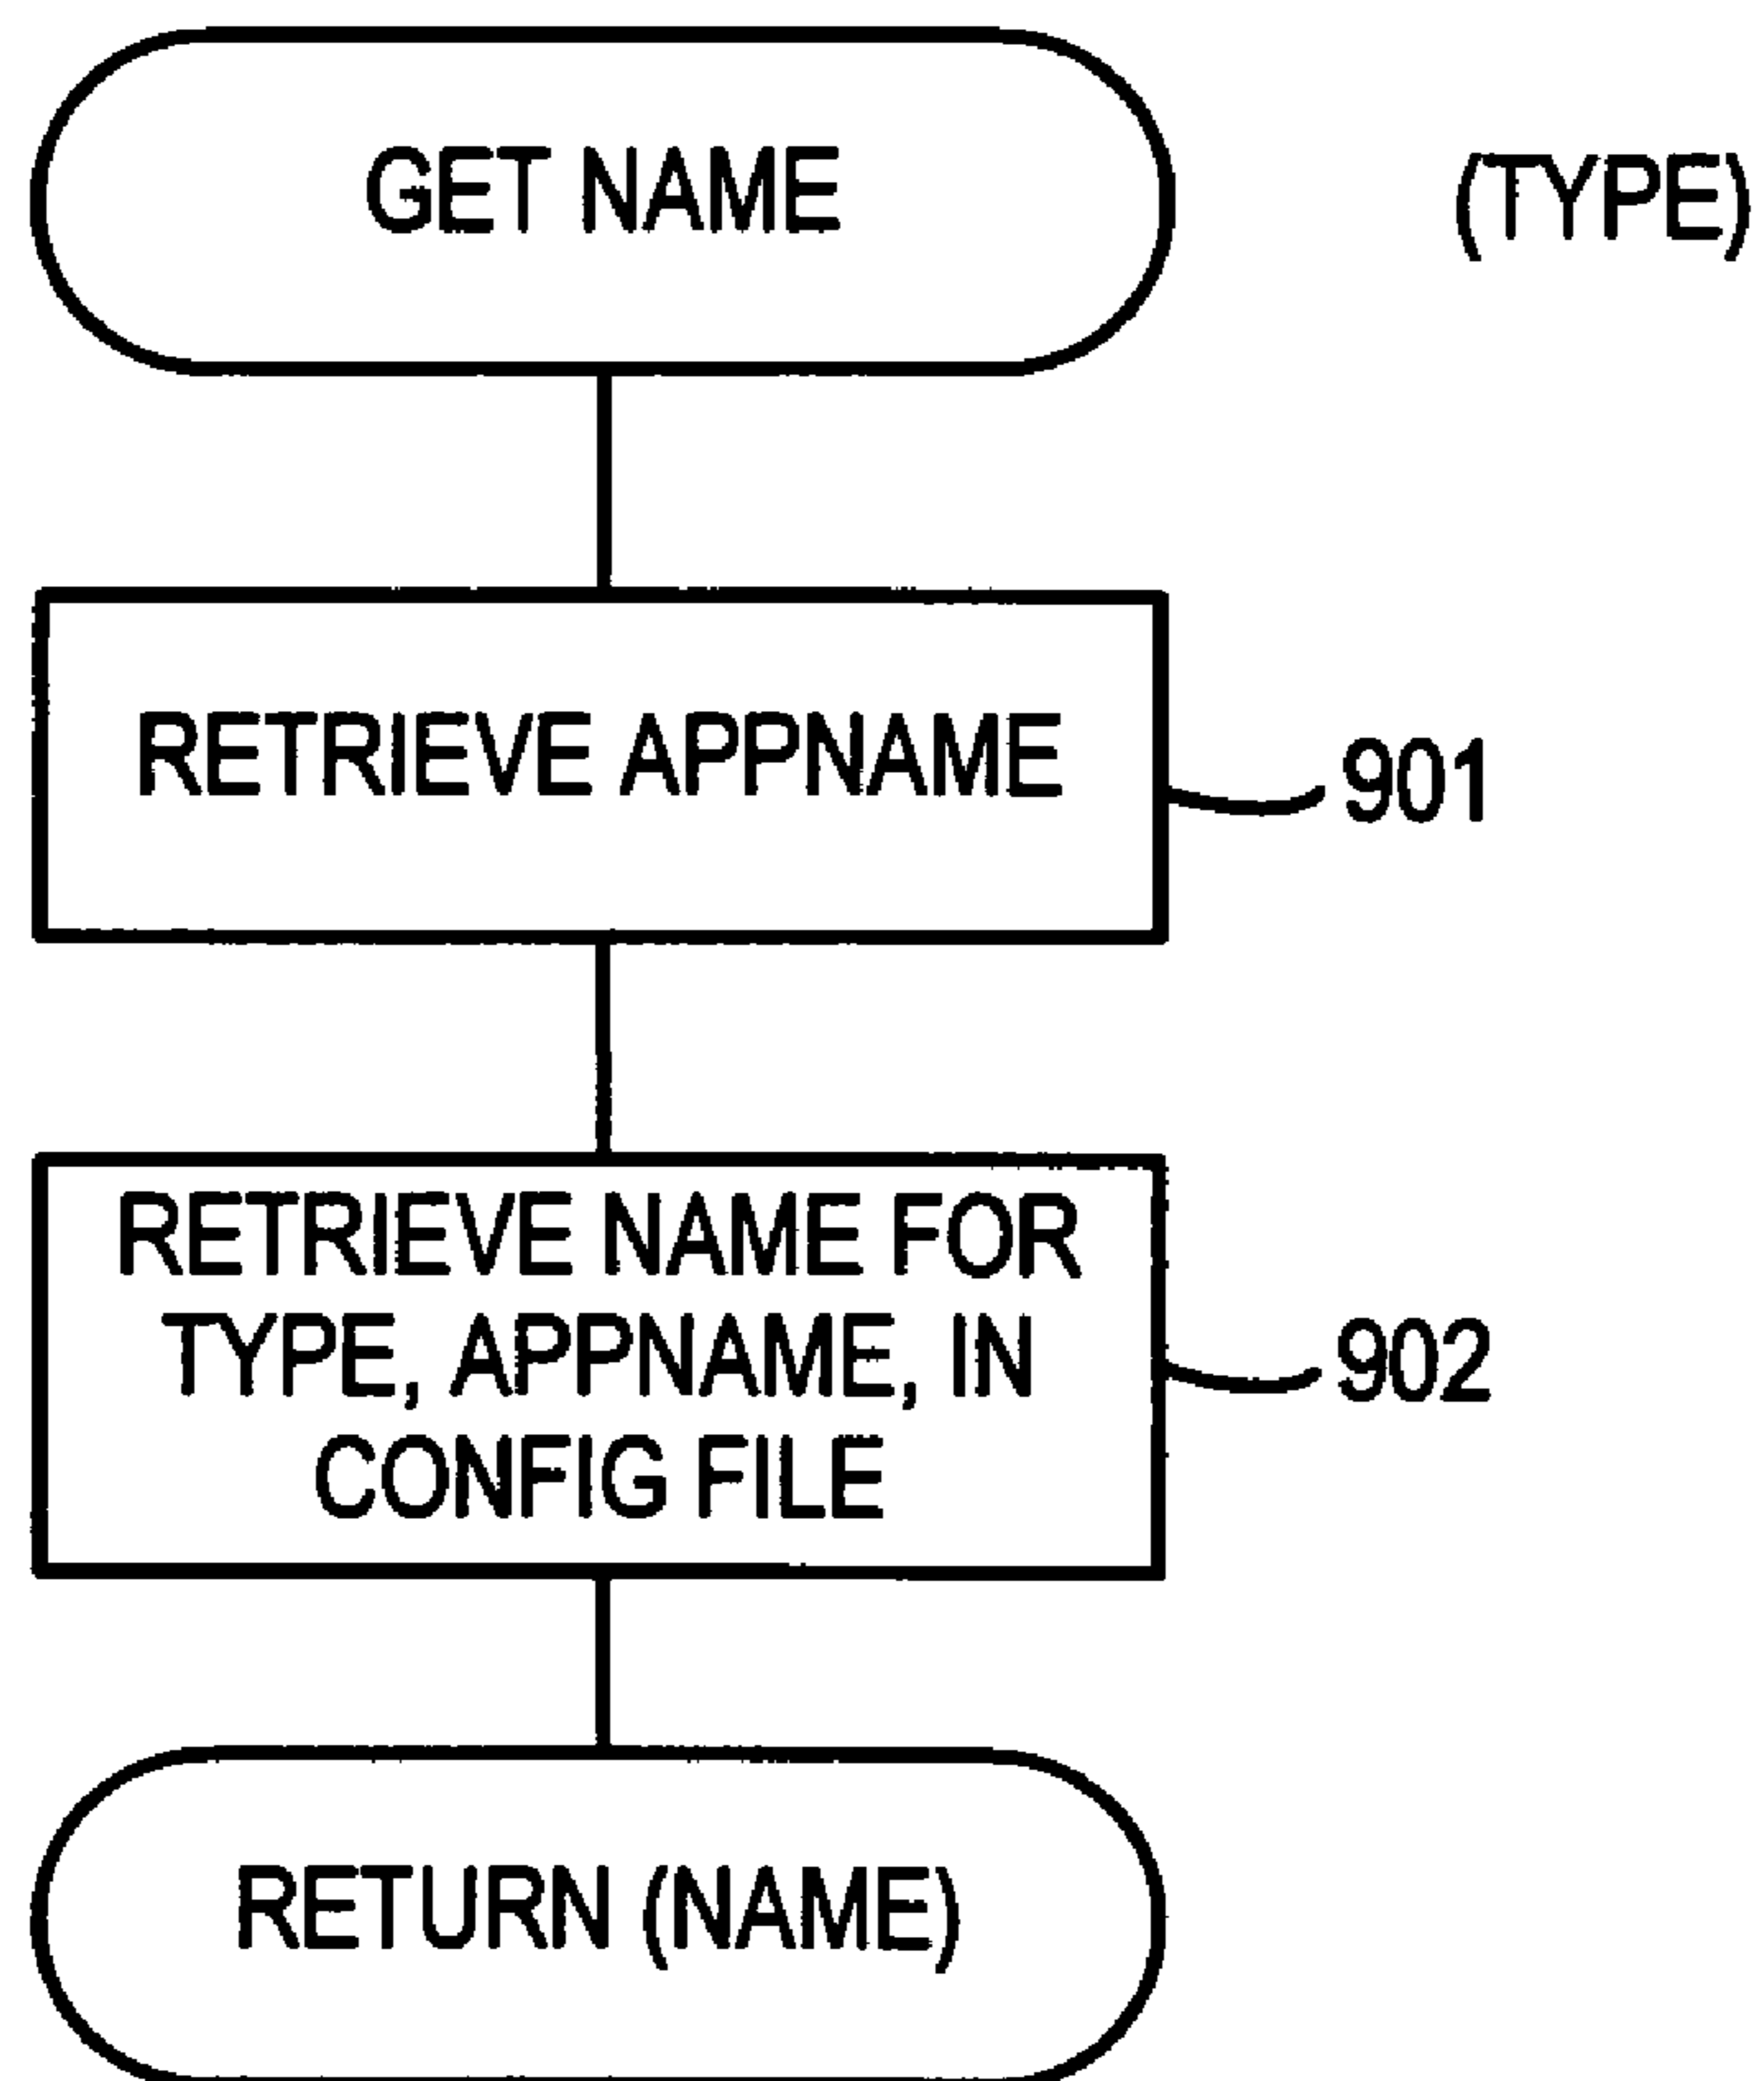 GET NAME
(TYPE)
RETRIEVE APPNAME
901
RETRIEVE NAME FOR
TYPE, APPNAME, IN
CONFIG FILE
902
RETURN (NAME)